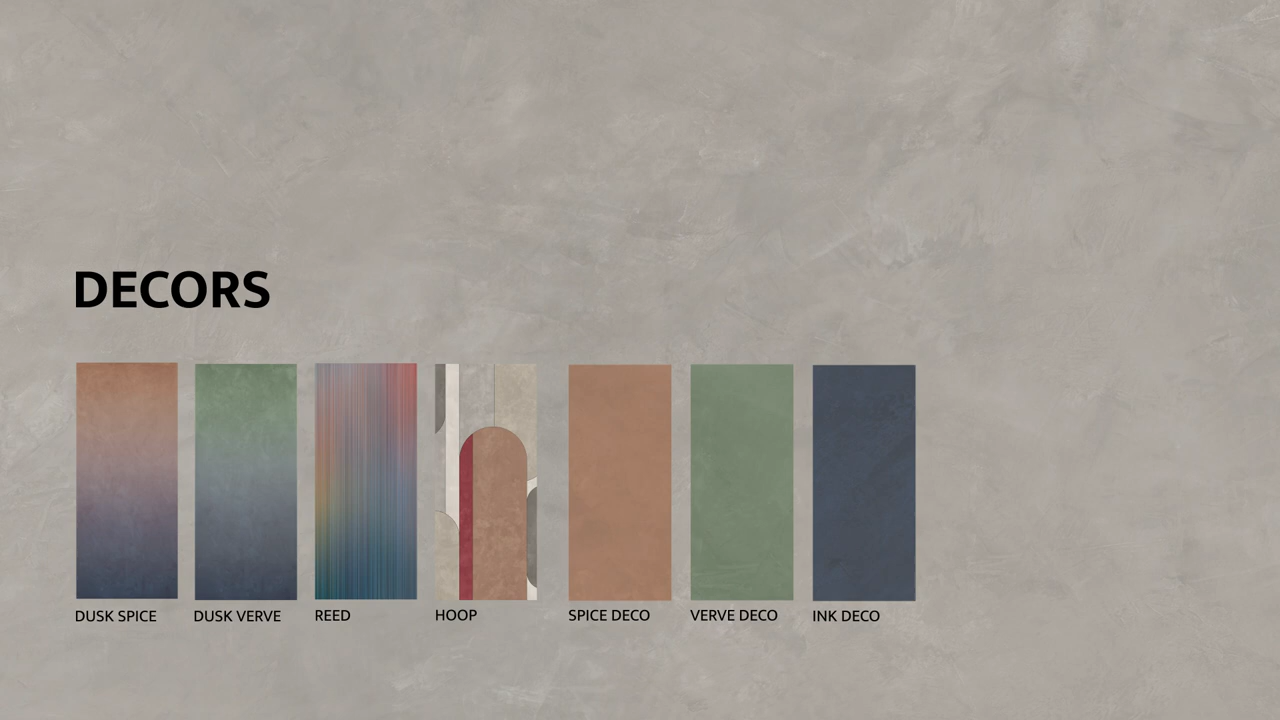 DECORS
DUSK SPICE
DUSK VERVE
REED
HOOP
SPICE DECO
VERVE DECO
INK DECO